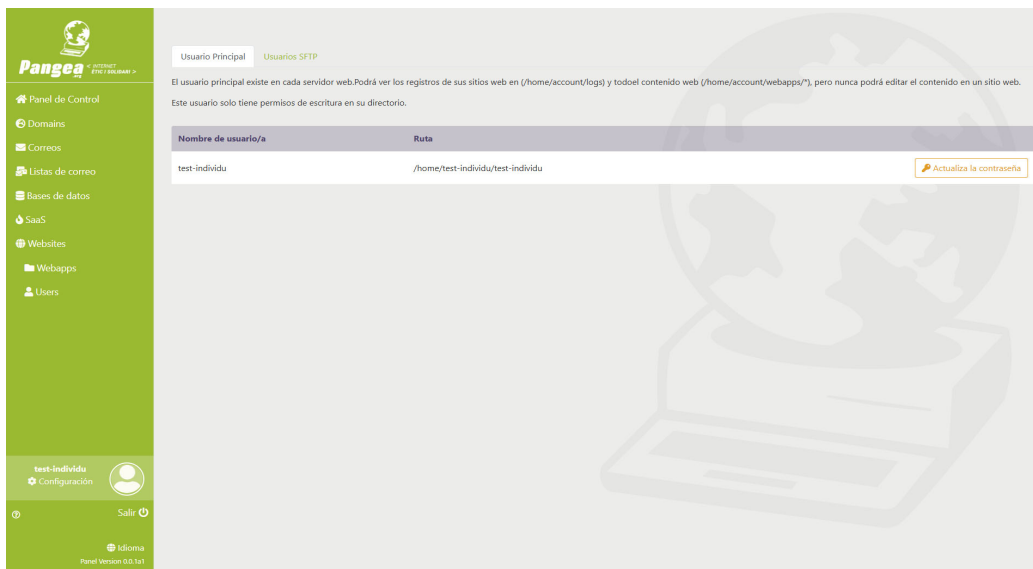 Pangea
.org
< INTERNET
ÈTIC I SOLIDARI >
Panel de Control
Domains
Correos
Listas de correo
Bases de datos
SaaS
Websites
Webapps
Users
test-individu
Configuración
Salir
Idioma
Panel Version 0.0.1a1
Usuario Principal
Usuarios SFTP
El usuario principal existe en cada servidor web.Podrá ver los registros de sus sitios web en (/home/account/logs) y todoel contenido web (/home/account/webapps/*), pero nunca podrá editar el contenido en un sitio web.
Este usuario solo tiene permisos de escritura en su directorio.
Nombre de usuario/a Ruta
test-individu /home/test-individu/test-individu Actualiza la contraseña